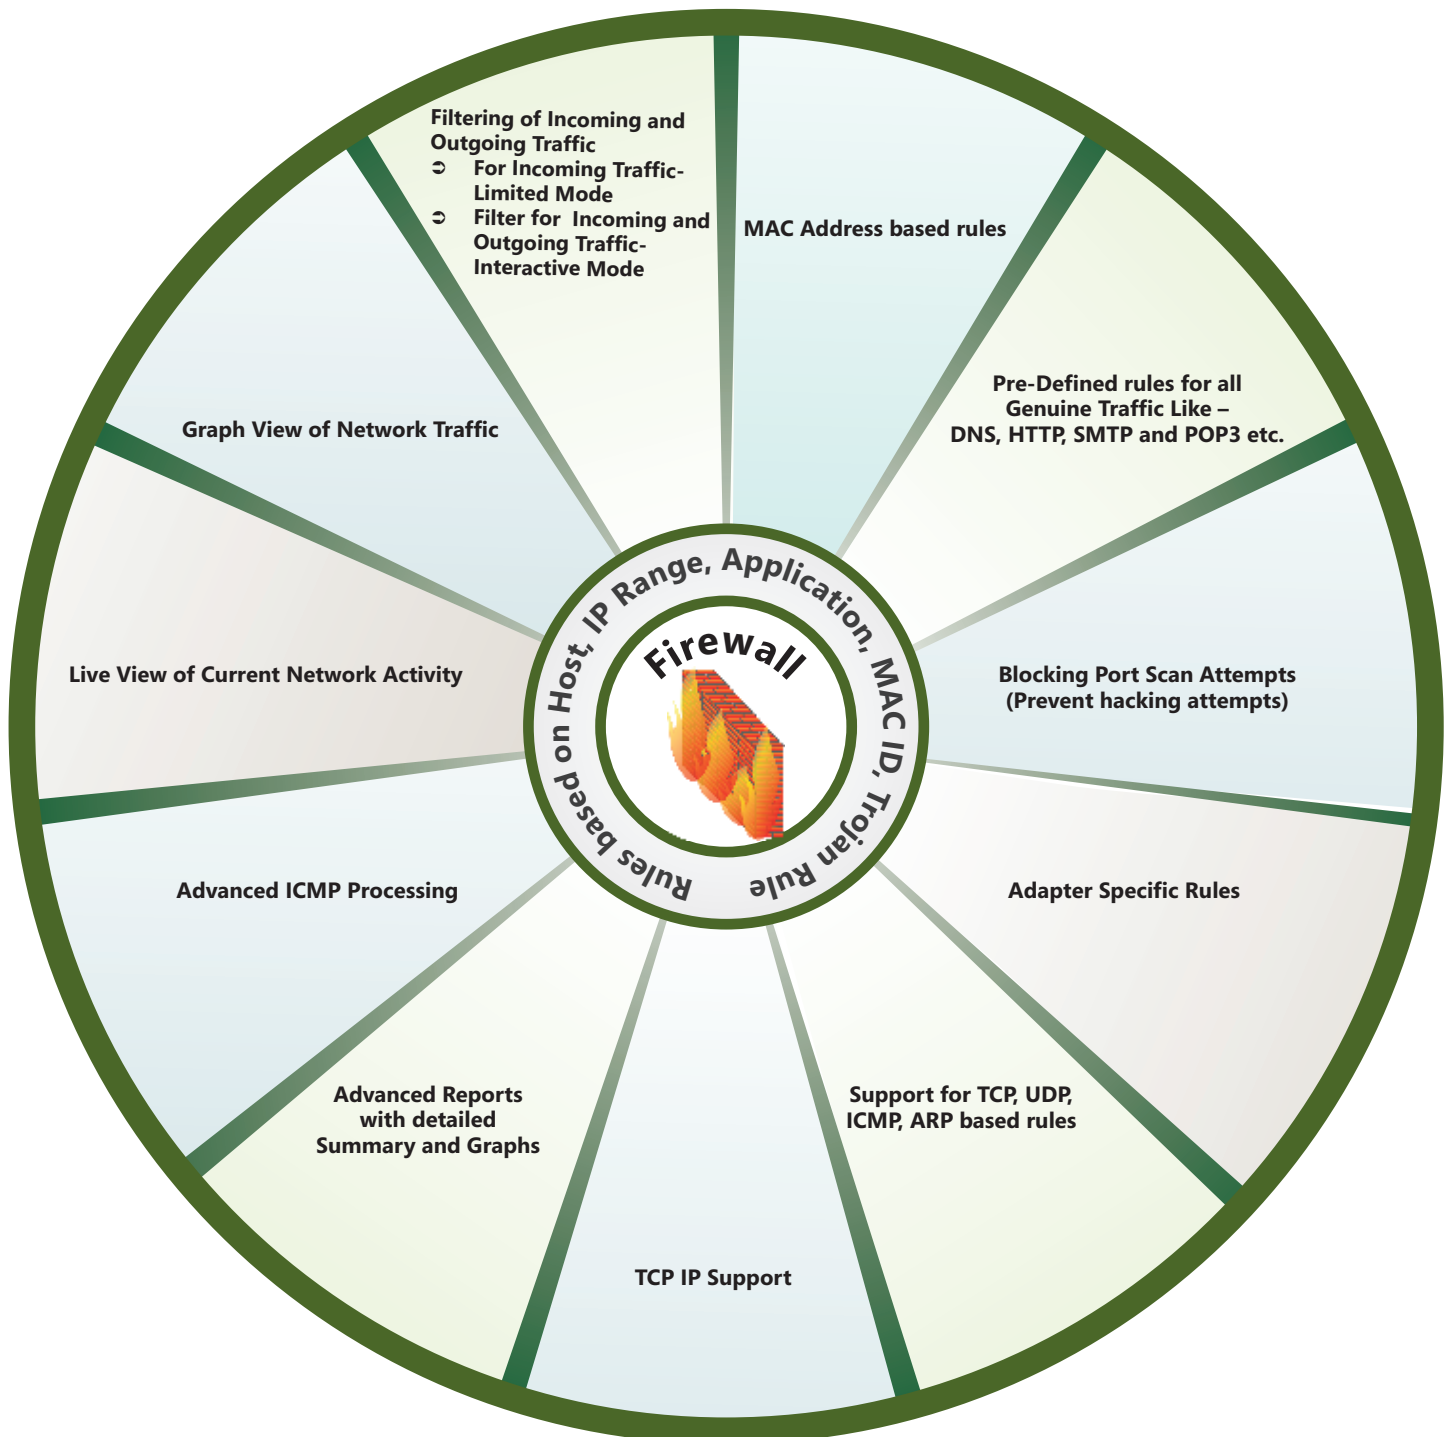 Filtering of Incoming and
Outgoing Traffic
➲ For Incoming Traffic-
Limited Mode
➲ Filter for Incoming and
Outgoing Traffic-
Interactive Mode
MAC Address based rules
Pre-Defined rules for all
Genuine Traffic Like –
DNS, HTTP, SMTP and POP3 etc.
Blocking Port Scan Attempts
(Prevent hacking attempts)
Adapter Specific Rules
Support for TCP, UDP,
ICMP, ARP based rules
TCP IP Support
Advanced Reports
with detailed
Summary and Graphs
Advanced ICMP Processing
Live View of Current Network Activity
Graph View of Network Traffic
Rules based on Host, IP Range, Application, MAC ID, Trojan Rule
Firewall